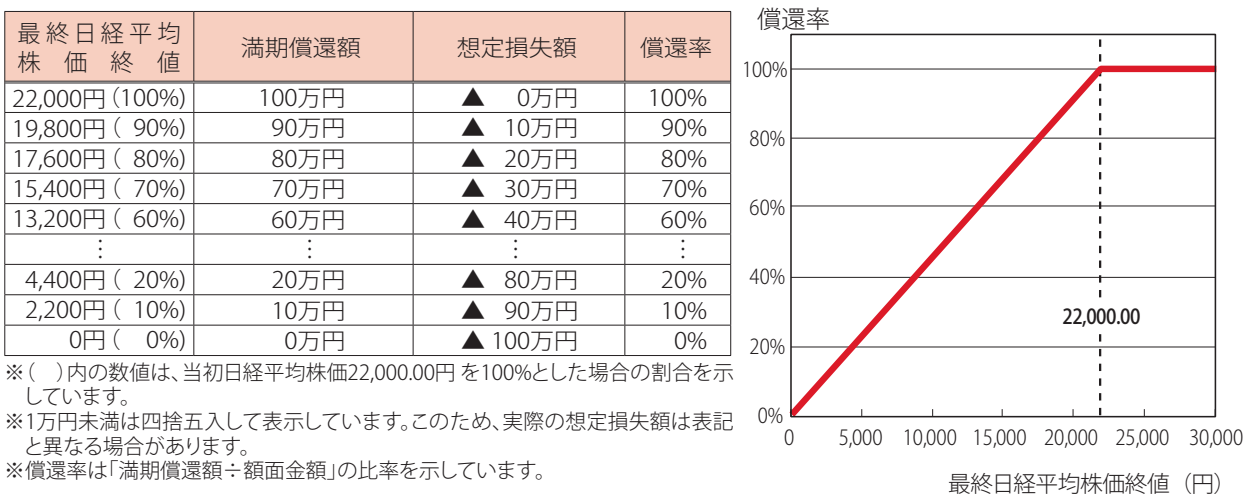 最終日経平均株価終値 満期償還額 想定損失額 償還率
22,000円(100%) 100万円 ▲ 0万円 100%
19,800円( 90%) 90万円 ▲ 10万円 90%
17,600円( 80%) 80万円 ▲ 20万円 80%
15,400円( 70%) 70万円 ▲ 30万円 70%
13,200円( 60%) 60万円 ▲ 40万円 60%
⋮ ⋮ ⋮ ⋮
4,400円( 20%) 20万円 ▲ 80万円 20%
2,200円( 10%) 10万円 ▲ 90万円 10%
0円( 0%) 0万円 ▲ 100万円 0%
※( )内の数値は、当初日経平均株価22,000.00円 を100%とした場合の割合を示
しています。
※1万円未満は四捨五入して表示しています。このため、実際の想定損失額は表記
と異なる場合があります。
※償還率は「満期償還額÷額面金額」の比率を示しています。
償還率
100%
80%
60%
40%
20%
0%
22,000.00
0 5,000 10,000 15,000 20,000 25,000 30,000
最終日経平均株価終値（円）